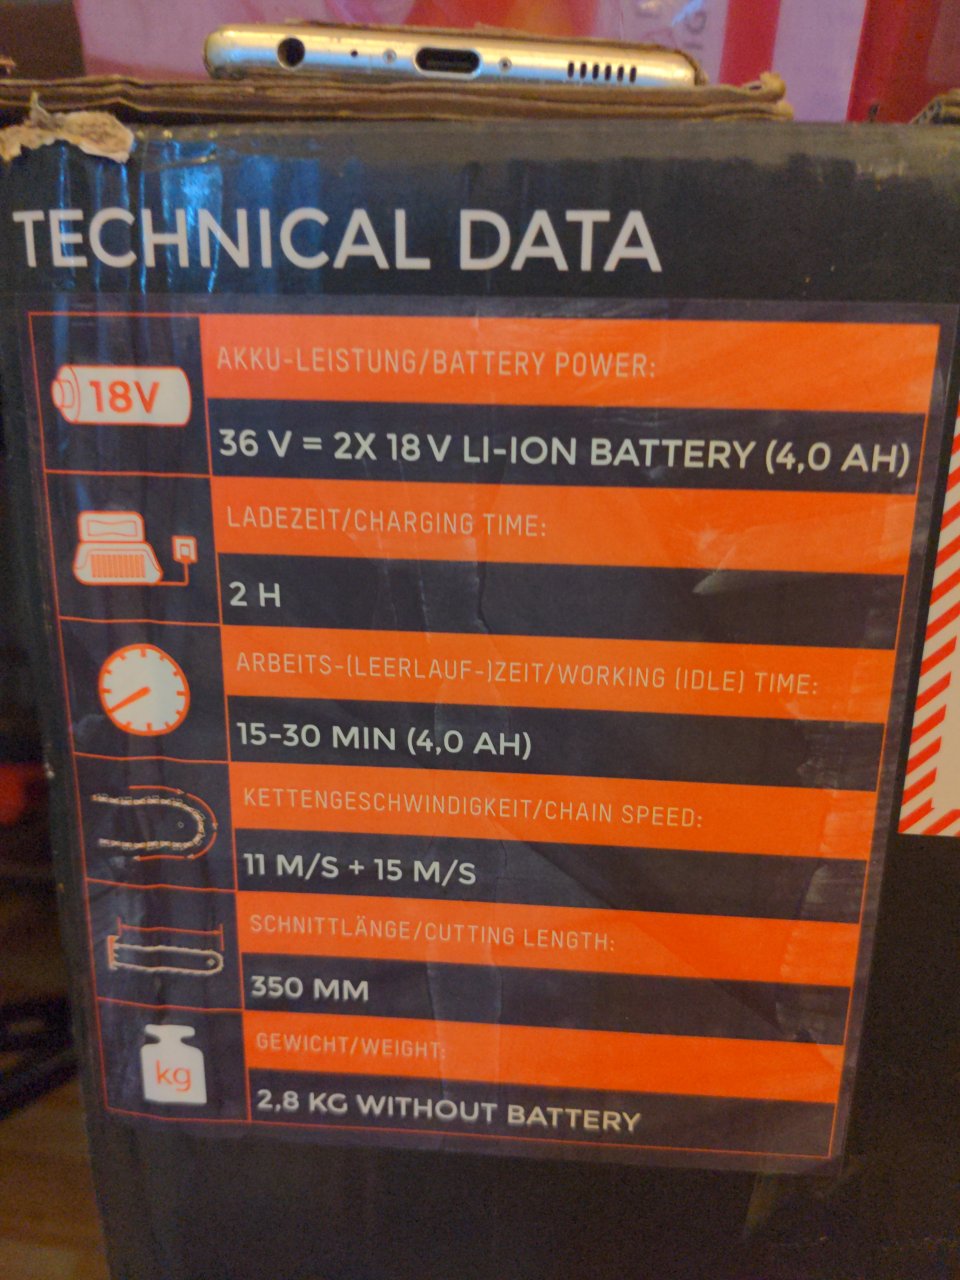 TECHNICAL DATA
18V
AKKU-LEISTUNG/BATTERY POWER:
36 V = 2X 18 V LI-ION BATTERY (4,0 AH)
LADEZEIT/CHARGING TIME:
2 H
ARBEITS-(LEERLAUF-)ZEIT/WORKING (IDLE) TIME:
15-30 MIN (4,0 AH)
KETTENGESCHWINDIGKEIT/CHAIN SPEED:
11 M/S + 15 M/S
SCHNITTLÄNGE/CUTTING LENGTH:
350 MM
kg
GEWICHT/WEIGHT:
2,8 KG WITHOUT BATTERY